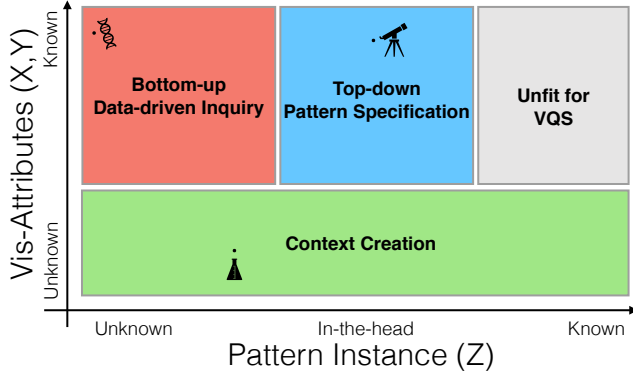 Vis-Attributes (X,Y)
Known
Unknown
Bottom-up
Data-driven Inquiry
Top-down
Pattern Specification
Unfit for
VQS
Context Creation
Unknown
In-the-head
Known
Pattern Instance (Z)